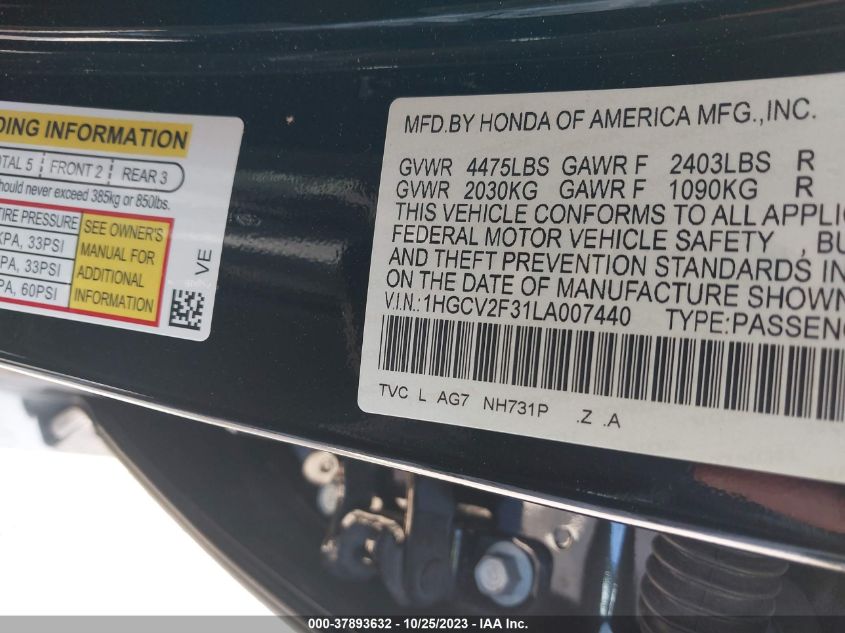 DING INFORMATION
OTAL 5 FRONT 2 REAR 3
should never exceed 385kg or 850lbs.
TIRE PRESSURE
KPA, 33PSI
PA, 33PSI
PA, 60PSI
SEE OWNER'S
MANUAL FOR
ADDITIONAL
INFORMATION
VE
MFD.BY HONDA OF AMERICA MFG.,INC.
GVWR 4475LBS GAWR F 2403LBS R
GVWR 2030KG GAWR F 1090KG R
THIS VEHICLE CONFORMS TO ALL APPLIC
FEDERAL MOTOR VEHICLE SAFETY , BU
AND THEFT PREVENTION STANDARDS IN
ON THE DATE OF MANUFACTURE SHOWN
V.I.N.:1HGCV2F31LA007440 TYPE:PASSENG
TVC L AG7 NH731P .Z .A
000-37893632 - 10/25/2023 - IAA Inc.